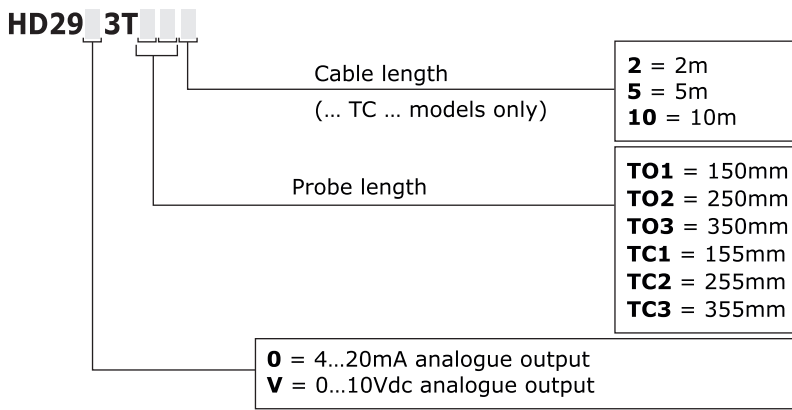 HD29 3T
Cable length
(... TC ... models only)
2 = 2m
5 = 5m
10 = 10m
Probe length
TO1 = 150mm
TO2 = 250mm
TO3 = 350mm
TC1 = 155mm
TC2 = 255mm
TC3 = 355mm
0 = 4...20mA analogue output
V = 0...10Vdc analogue output